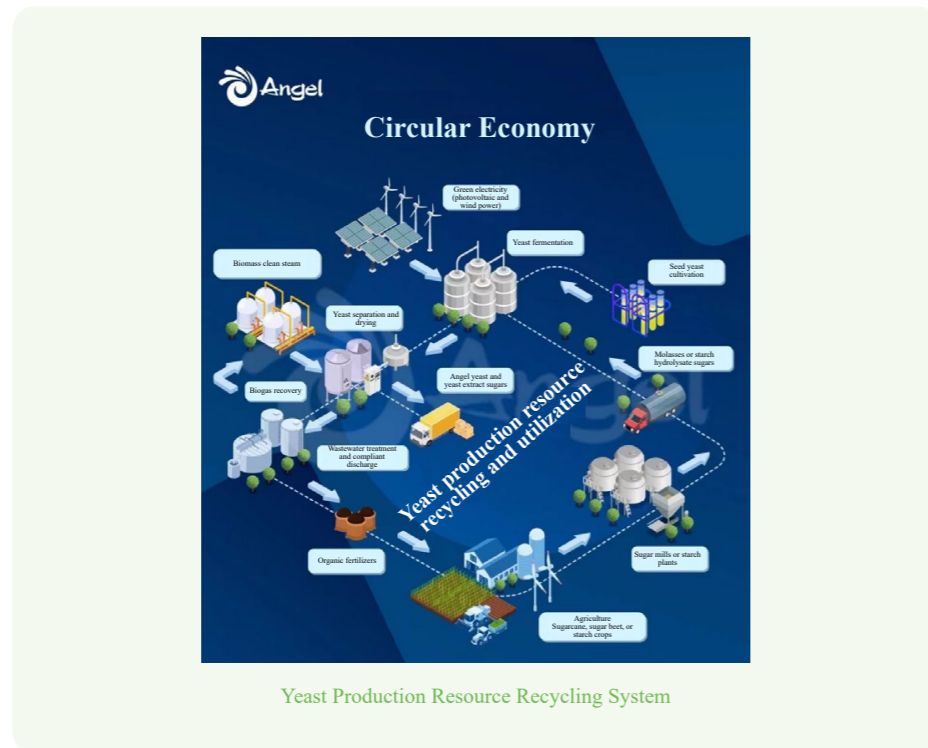 Angel
Circular Economy
Green electricity
(photovoltaic and
wind power)
Yeast fermentation
Biomass clean steam
Seed yeast
cultivation
Yeast separation and
drying
Molasses or starch
hydrolysate sugars
Angel yeast and
yeast extract sugars
Biogas recovery
Wastewater treatment
and compliant
discharge
Yeast production resource
recycling and utilization
Organic fertilizers
Sugar mills or starch
plants
Agriculture
Sugarcane, sugar beet, or
starch crops
Angel
Yeast Production Resource Recycling System